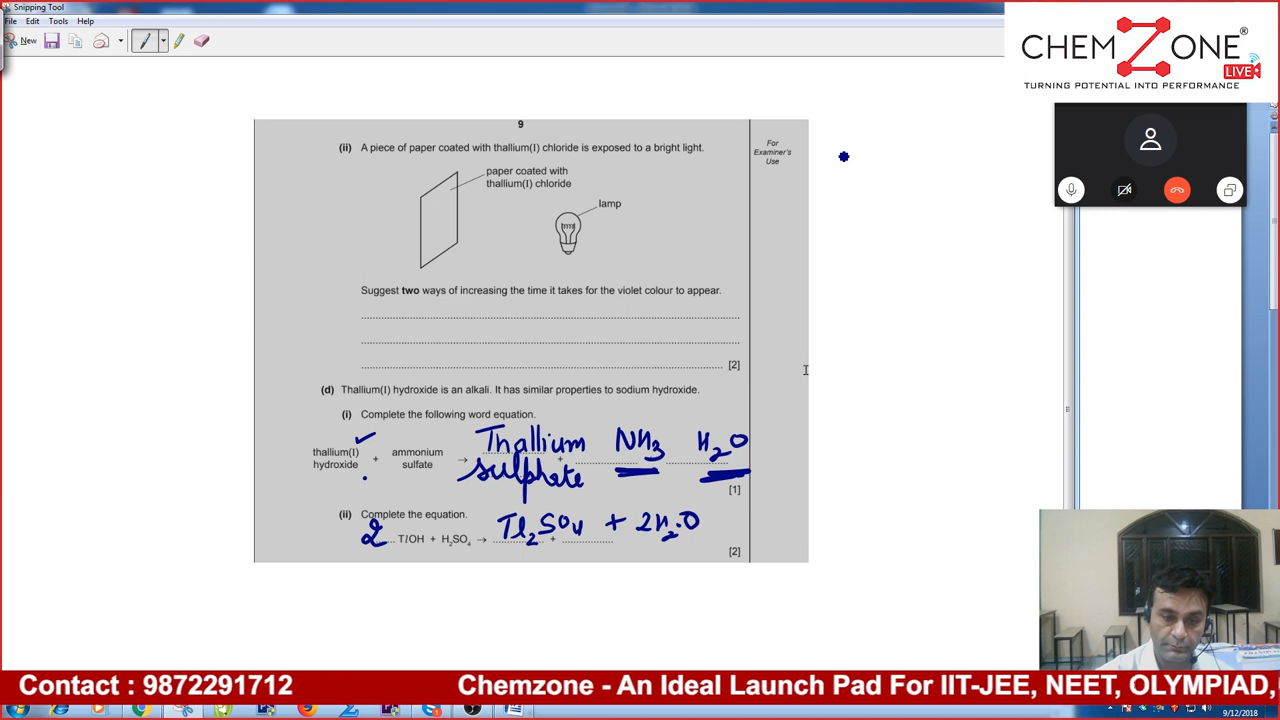 Snipping Tool
File Edit Tools Help
New
CHEMZONE®
LIVE
TURNING POTENTIAL INTO PERFORMANCE
9
For
Examiner's
Use
(ii) A piece of paper coated with thallium(I) chloride is exposed to a bright light.
paper coated with
thallium(I) chloride
lamp
Suggest two ways of increasing the time it takes for the violet colour to appear.
[2]
(d) Thallium(I) hydroxide is an alkali. It has similar properties to sodium hydroxide.
(i) Complete the following word equation.
thallium(I) hydroxide + ammonium sulfate → Thallium sulphate + NH3 H2O
[1]
(ii) Complete the equation.
2 TlOH + H2SO4 → Tl2SO4 + 2H2O
[2]
Contact : 9872291712
Chemzone - An Ideal Launch Pad For IIT-JEE, NEET, OLYMPIAD,
9/12/2018